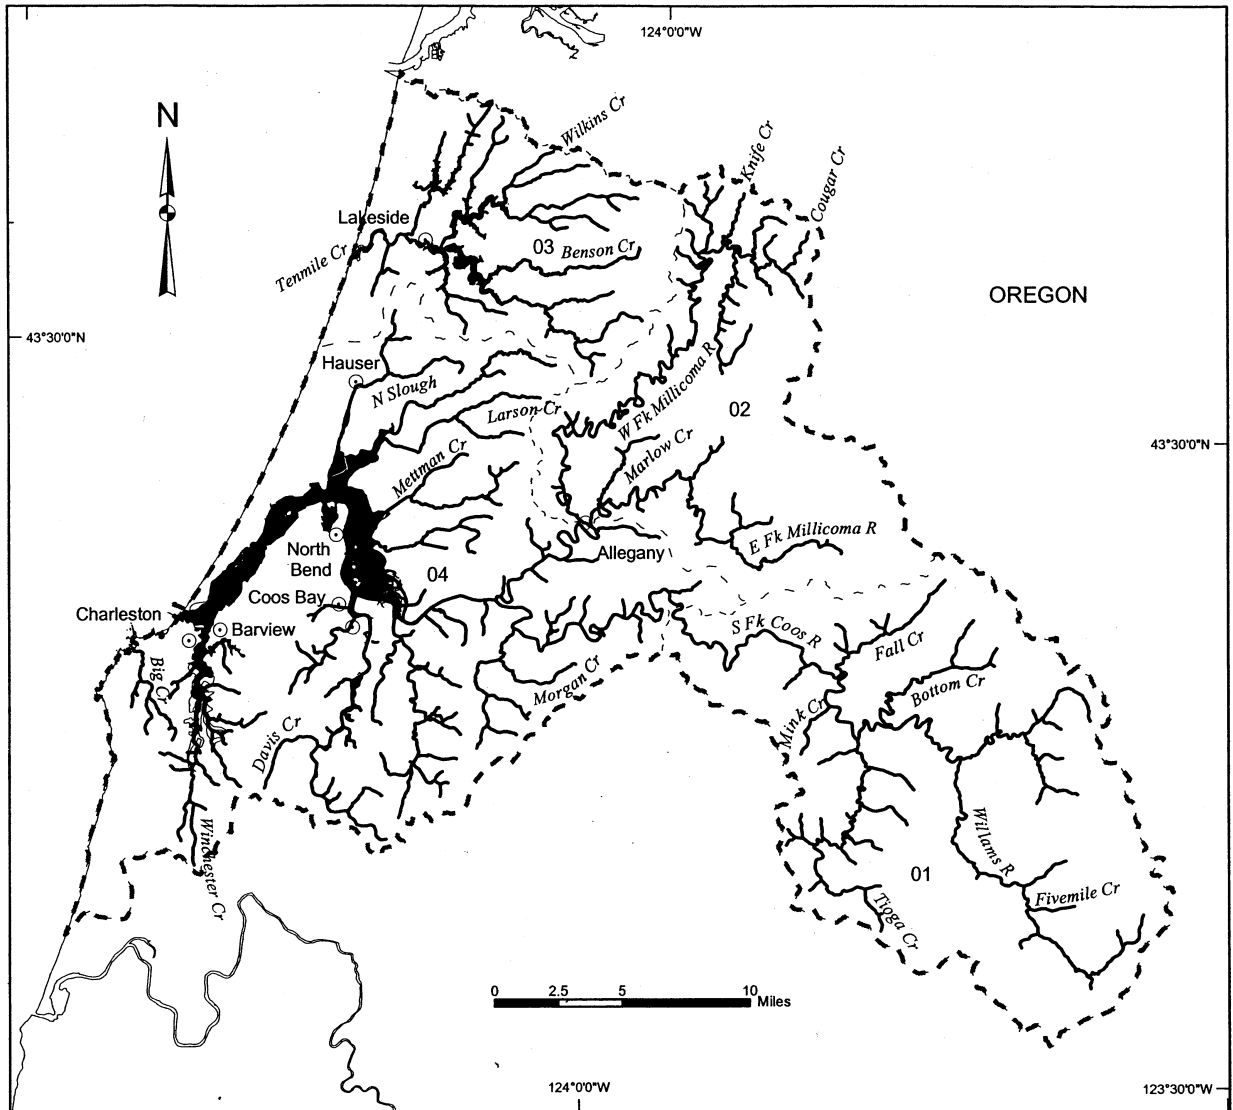 124°0'0"W
N
Wilkins Cr
Knife Cr
Cougar Cr
Lakeside
03
Benson Cr
Tenmile Cr
OREGON
43°30'0"N
Hauser
N Slough
W Fk Millicoma R
02
Larson Cr
43°30'0"N
Marlow Cr
Mettman Cr
E Fk Millicoma R
North
Bend
Allegany
04
Coos Bay
Charleston
Barview
S Fk Coos R
Fall Cr
Big Cr
Morgan Cr
Bottom Cr
Mink Cr
Davis Cr
Winchester Cr
Willams R
01
Fivemile Cr
Tioga Cr
0 2.5 5 10
Miles
124°0'0"W
123°30'0"W